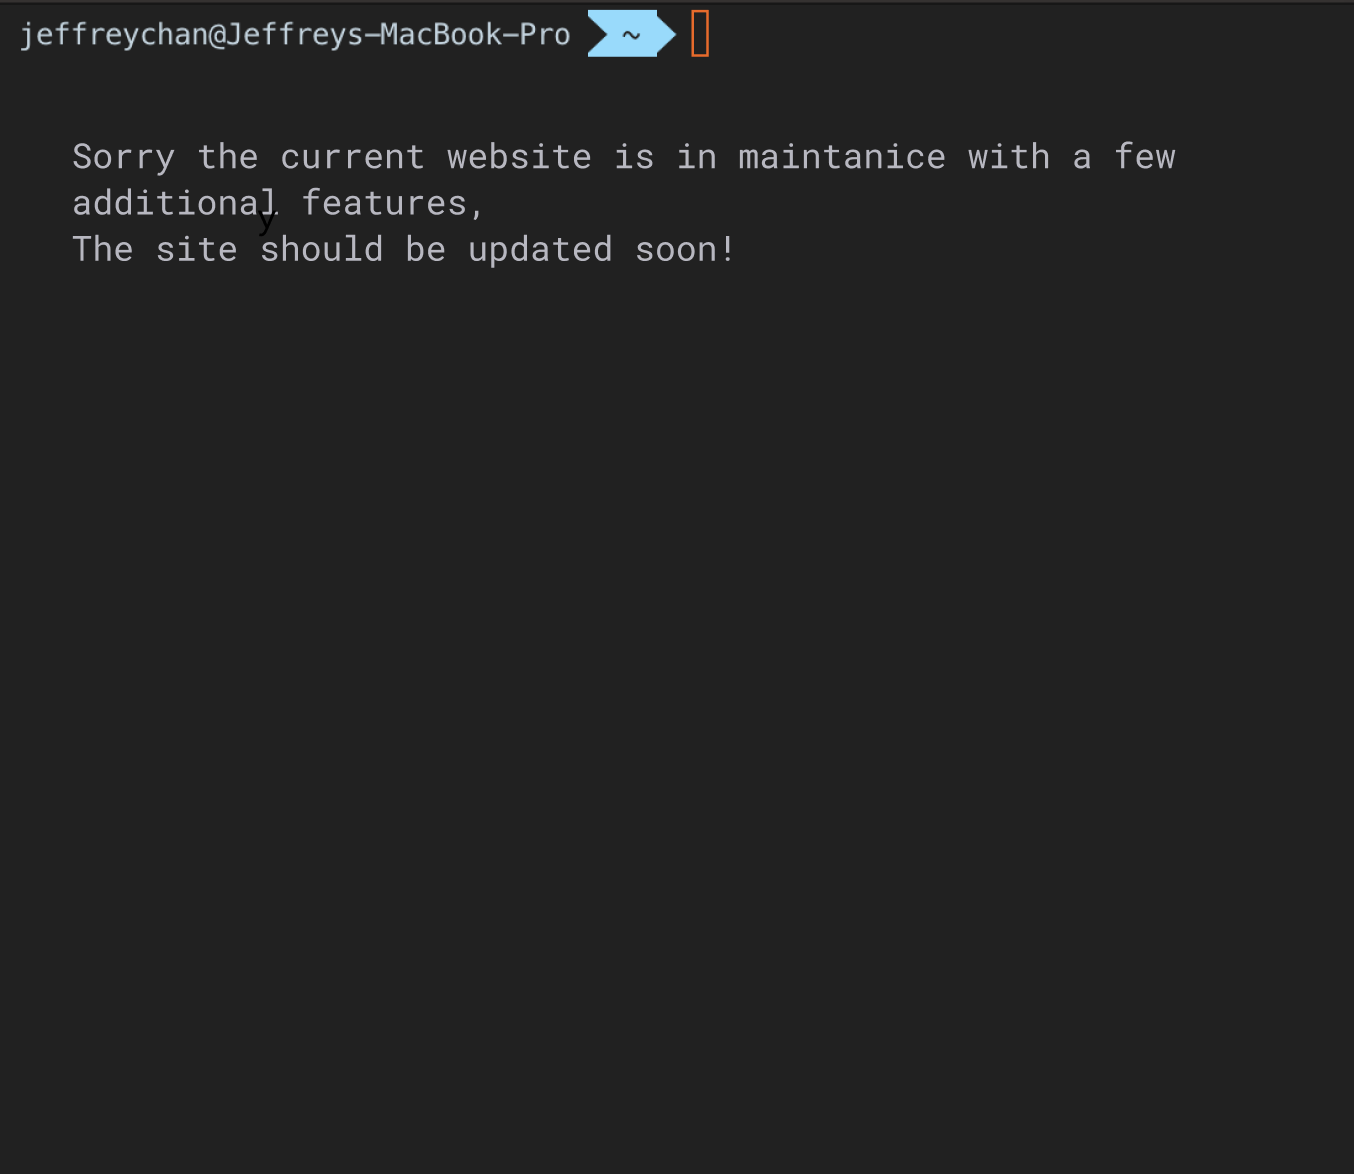 jeffreychan@Jeffreys-MacBook-Pro ~
Sorry the current website is in maintanice with a few
additional features,
y
The site should be updated soon!